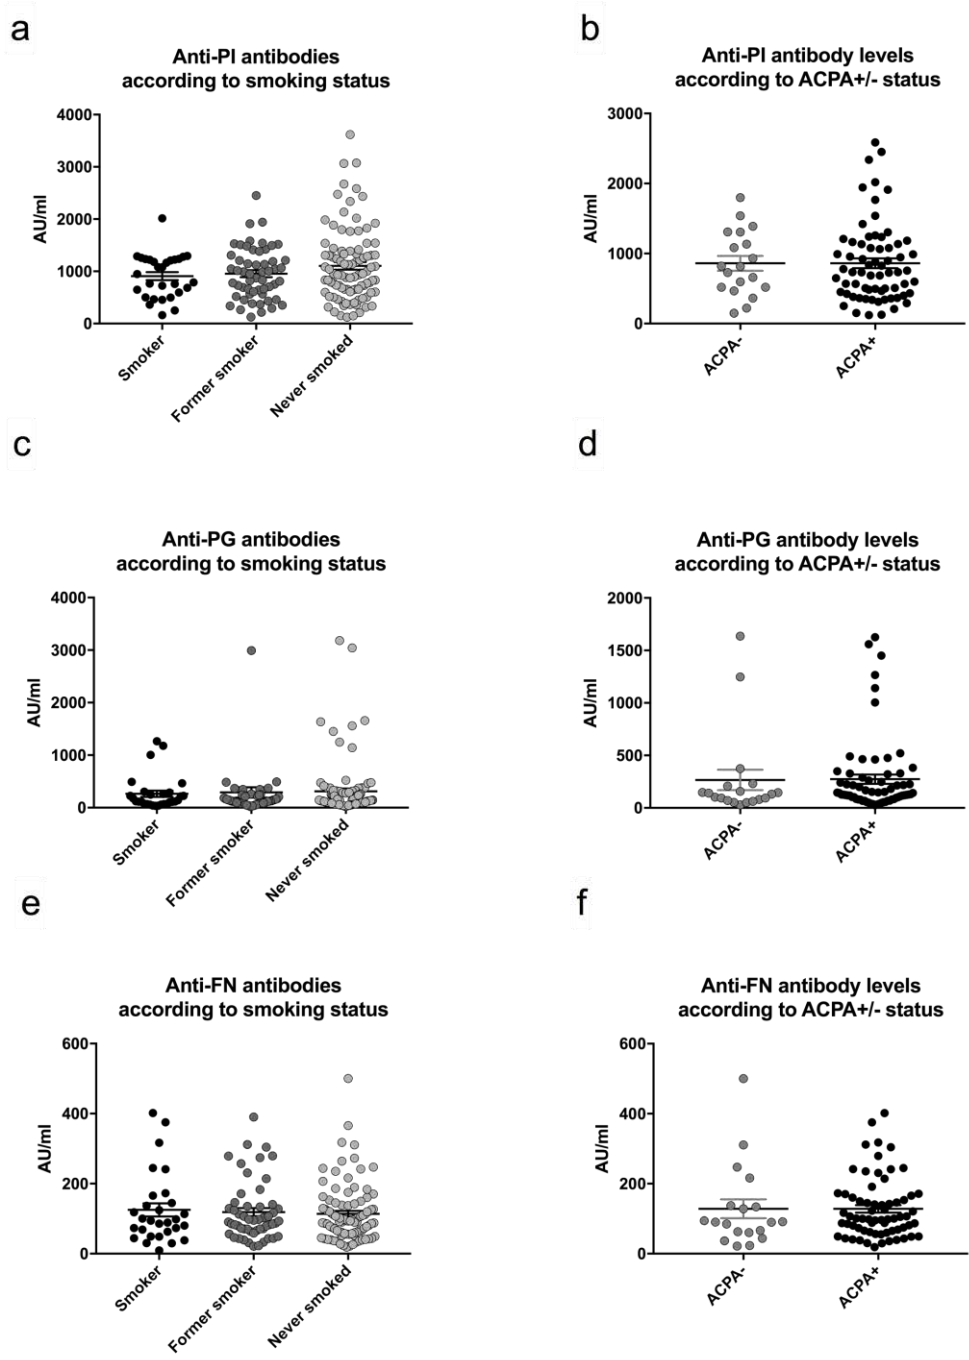 a
Anti-PI antibodies
according to smoking status
4000
3000
2000
1000
0
AU/ml
Smoker
Former smoker
Never smoked
b
Anti-PI antibody levels
according to ACPA+/- status
3000
2000
1000
0
AU/ml
ACPA-
ACPA+
c
Anti-PG antibodies
according to smoking status
4000
3000
2000
1000
0
AU/ml
Smoker
Former smoker
Never smoked
d
Anti-PG antibody levels
according to ACPA+/- status
2000
1500
1000
500
0
AU/ml
ACPA-
ACPA+
e
Anti-FN antibodies
according to smoking status
600
400
200
0
AU/ml
Smoker
Former smoker
Never smoked
f
Anti-FN antibody levels
according to ACPA+/- status
600
400
200
0
AU/ml
ACPA-
ACPA+